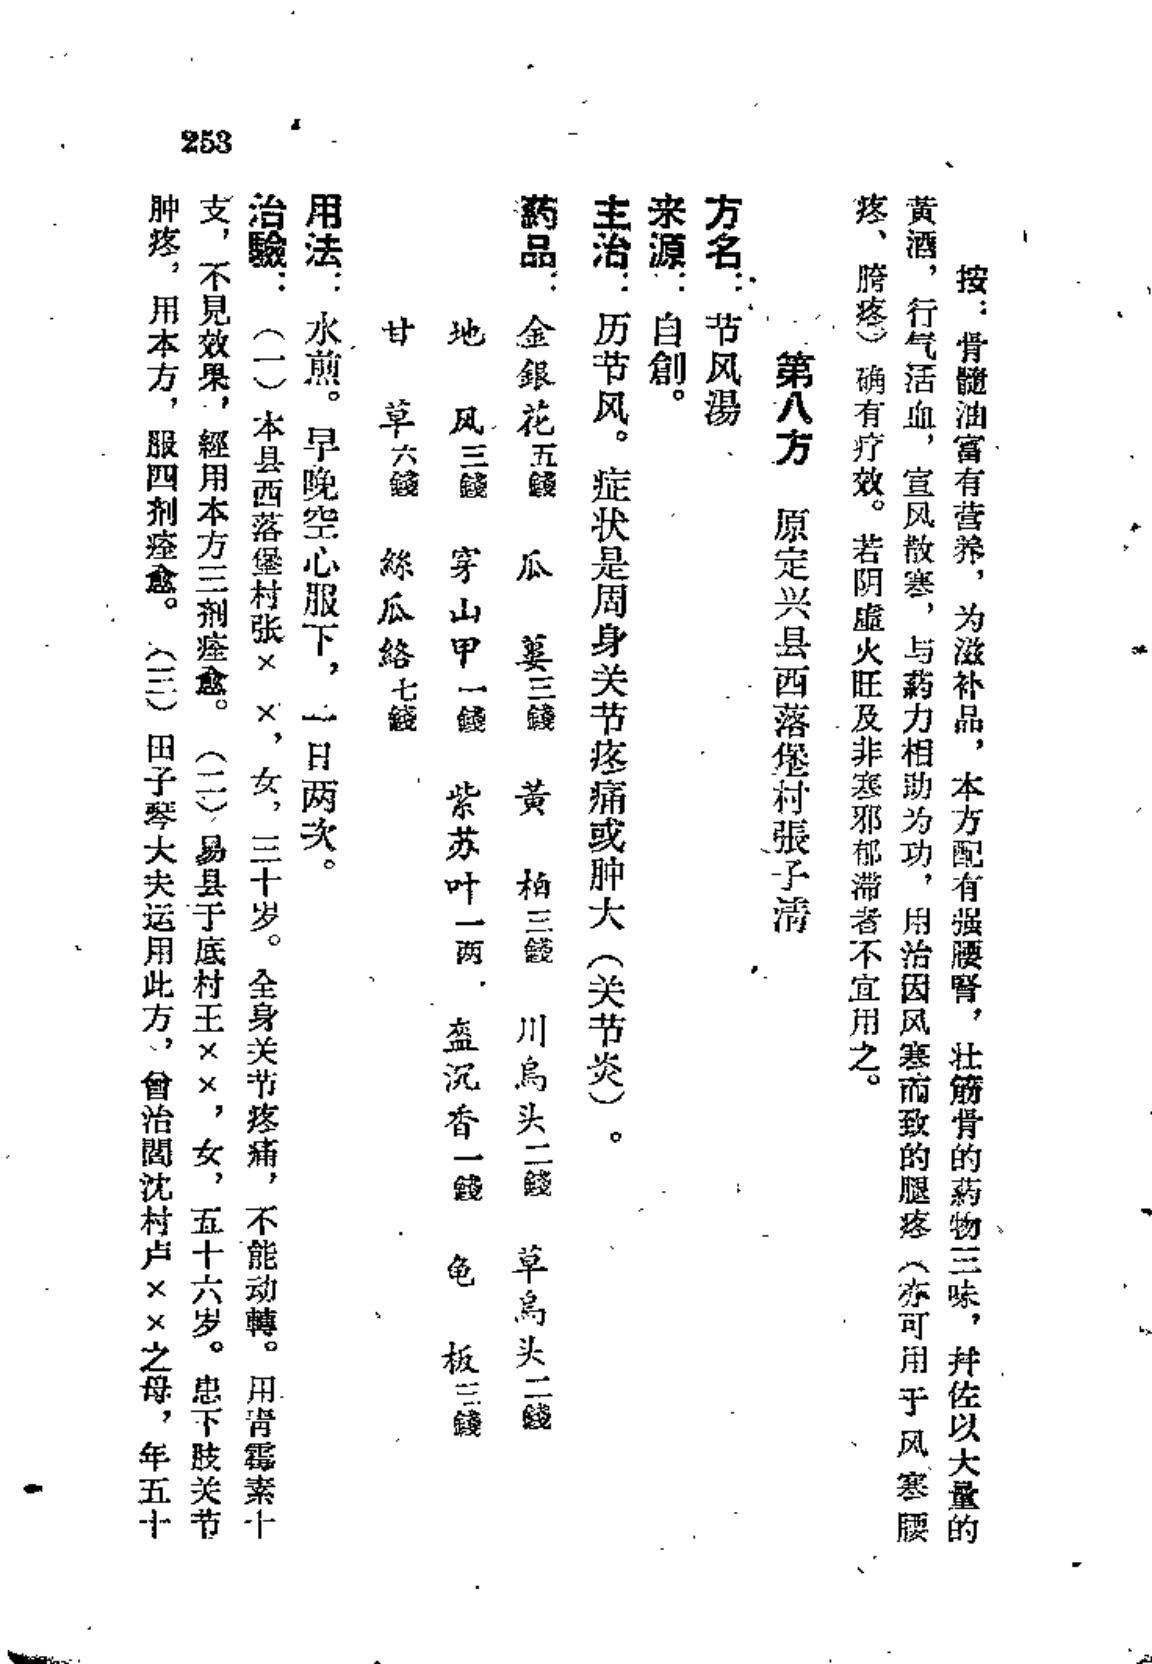 按：骨髓油富有营养，为滋补品，本方配有强腰腎，壮筋骨的葯物三味，幷佐以大量的
黄酒，行气活血，宣风散寒，与葯力相助为功，用治因风寒而致的腿疼（亦可用于风寒腰
疼、胯疼）确有疗效。若阴虛火旺及非寒邪郁滞者不宜用之。
第八方　原定兴县西落堡村張子清
方名：节风湯
来源：自創。
主治：历节风。症状是周身关节疼痛或肿大（关节炎）。
葯品：金銀花五錢　瓜蔞三錢　黃柏三錢　川烏头二錢　草烏头二錢
地风三錢　穿山甲一錢　紫苏叶一两　盔沉香一錢　龟板三錢
甘草六錢　絲瓜络七錢
用法：水煎。早晚空心服下，一日两次。
治驗：（一）本县西落堡村张××，女，三十岁。全身关节疼痛，不能动轉。用青霉素十
支，不見效果，經用本方三剂痊愈。（二）易县于底村王××，女，五十六岁。患下肢关节
肿疼，用本方，服四剂痊愈。（三）田子琴大夫运用此方，曾治閻沈村卢××之母，年五十
253